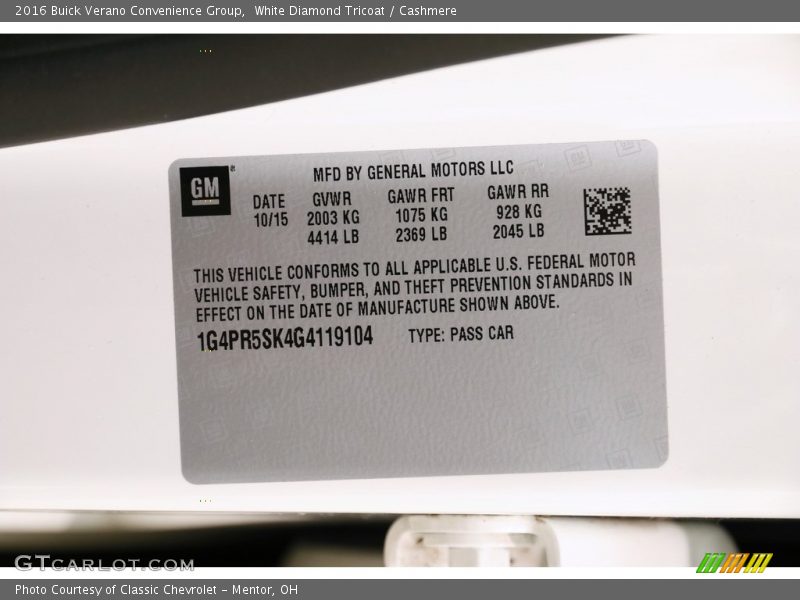 2016 Buick Verano Convenience Group,  White Diamond Tricoat / Cashmere
GM
MFD BY GENERAL MOTORS LLC
DATE GVWR GAWR FRT GAWR RR
10/15 2003 KG 1075 KG 928 KG
4414 LB 2369 LB 2045 LB
THIS VEHICLE CONFORMS TO ALL APPLICABLE U.S. FEDERAL MOTOR
VEHICLE SAFETY, BUMPER, AND THEFT PREVENTION STANDARDS IN
EFFECT ON THE DATE OF MANUFACTURE SHOWN ABOVE.
1G4PR5SK4G4119104 TYPE: PASS CAR
GTCARLOT.COM
Photo Courtesy of Classic Chevrolet - Mentor, OH